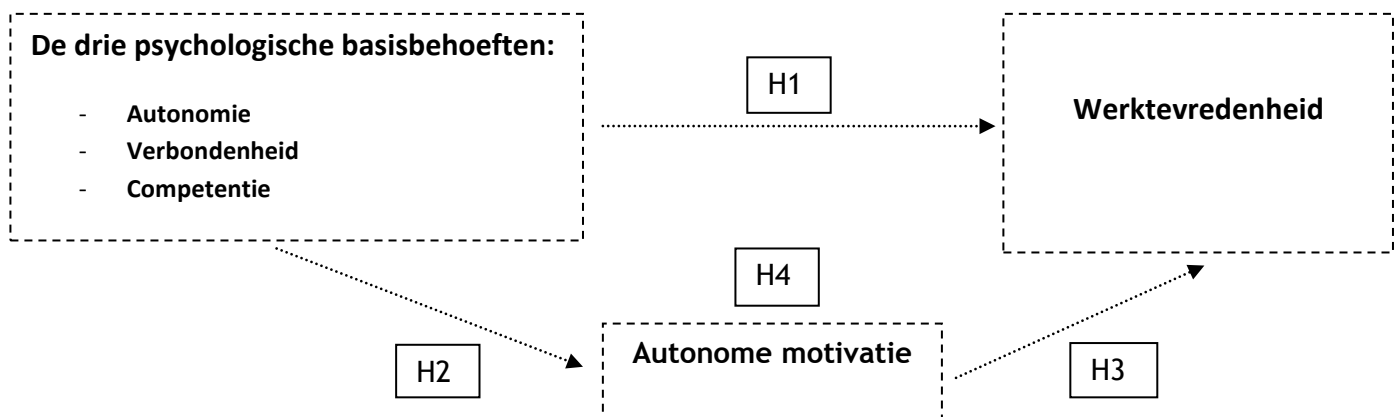 De drie psychologische basisbehoeften:
- Autonomie
- Verbondenheid
- Competentie
H1
Werktevredenheid
H4
Autonome motivatie
H2
H3